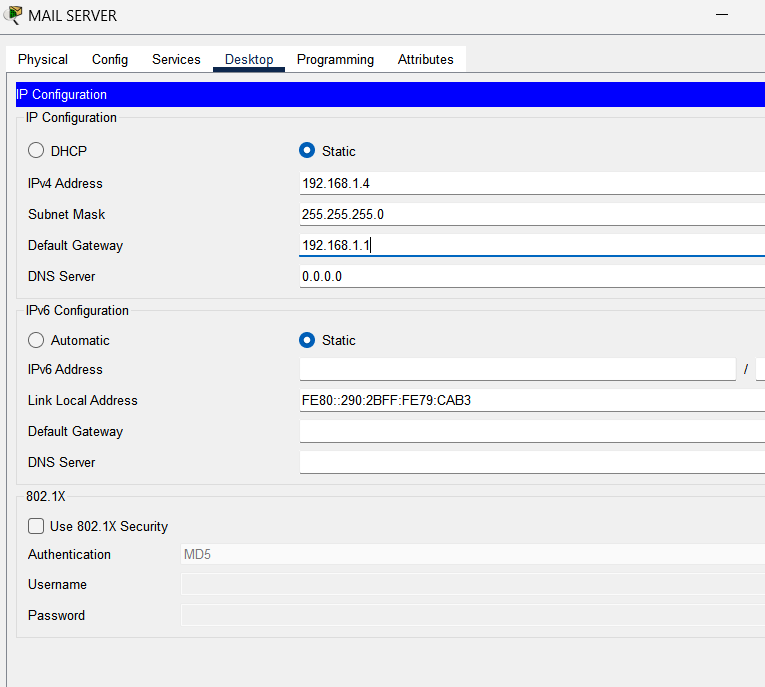 MAIL SERVER
Physical Config Services Desktop Programming Attributes
IP Configuration
IP Configuration
DHCP Static
IPv4 Address 192.168.1.4
Subnet Mask 255.255.255.0
Default Gateway 192.168.1.1
DNS Server 0.0.0.0
IPv6 Configuration
Automatic Static
IPv6 Address /
Link Local Address FE80::290:2BFF:FE79:CAB3
Default Gateway
DNS Server
802.1X
Use 802.1X Security
Authentication MD5
Username
Password